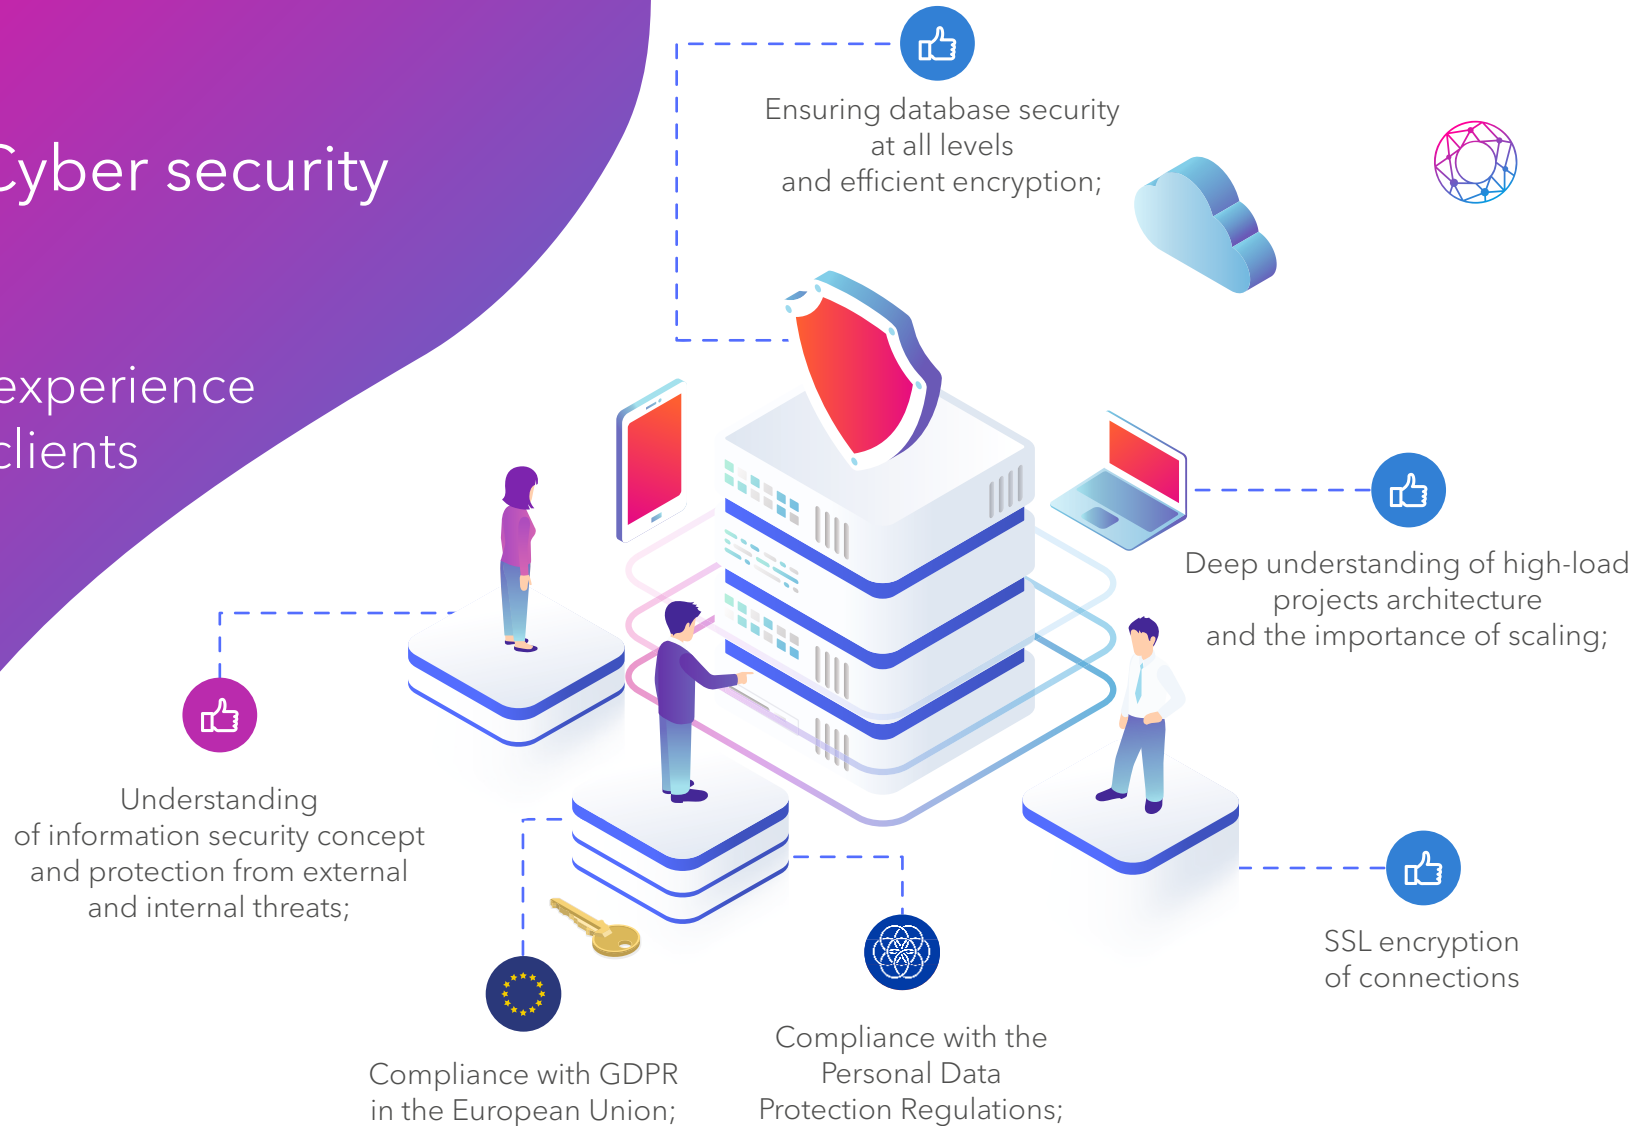 Cyber security
experience
clients
Ensuring database security
at all levels
and efficient encryption;
Deep understanding of high-load
projects architecture
and the importance of scaling;
Understanding
of information security concept
and protection from external
and internal threats;
SSL encryption
of connections
Compliance with GDPR
in the European Union;
Compliance with the
Personal Data
Protection Regulations;